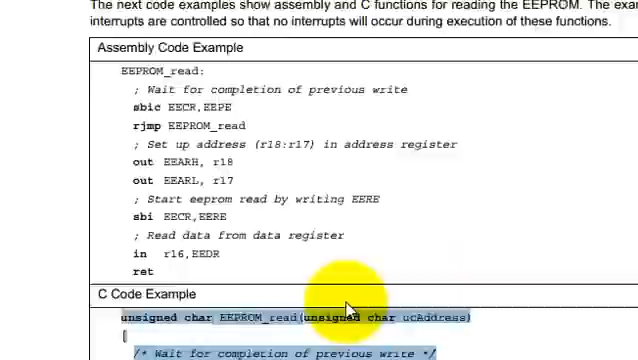 The next code examples show assembly and C functions for reading the EEPROM. The exa
interrupts are controlled so that no interrupts will occur during execution of these functions.
Assembly Code Example
EEPROM_read:
; Wait for completion of previous write
sbic EECR,EEPE
rjmp EEPROM_read
; Set up address (r18:r17) in address register
out EEARH, r18
out EEARL, r17
; Start eeprom read by writing EERE
sbi EECR,EERE
; Read data from data register
in r16,EEDR
ret
C Code Example
unsigned char EEPROM_read(unsigned char ucAddress)
{
/* Wait for completion of previous write */